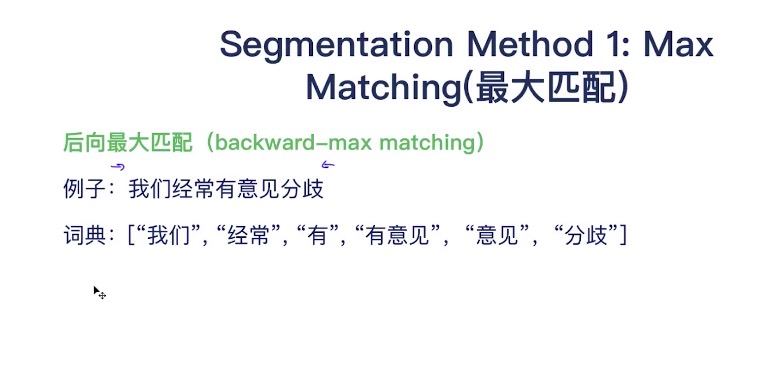 Segmentation Method 1: Max
Matching(最大匹配)
后向最大匹配（backward-max matching）
例子：我们经常有意见分歧
词典：[“我们”, “经常”, “有”, “有意见”, “意见”, “分歧”]